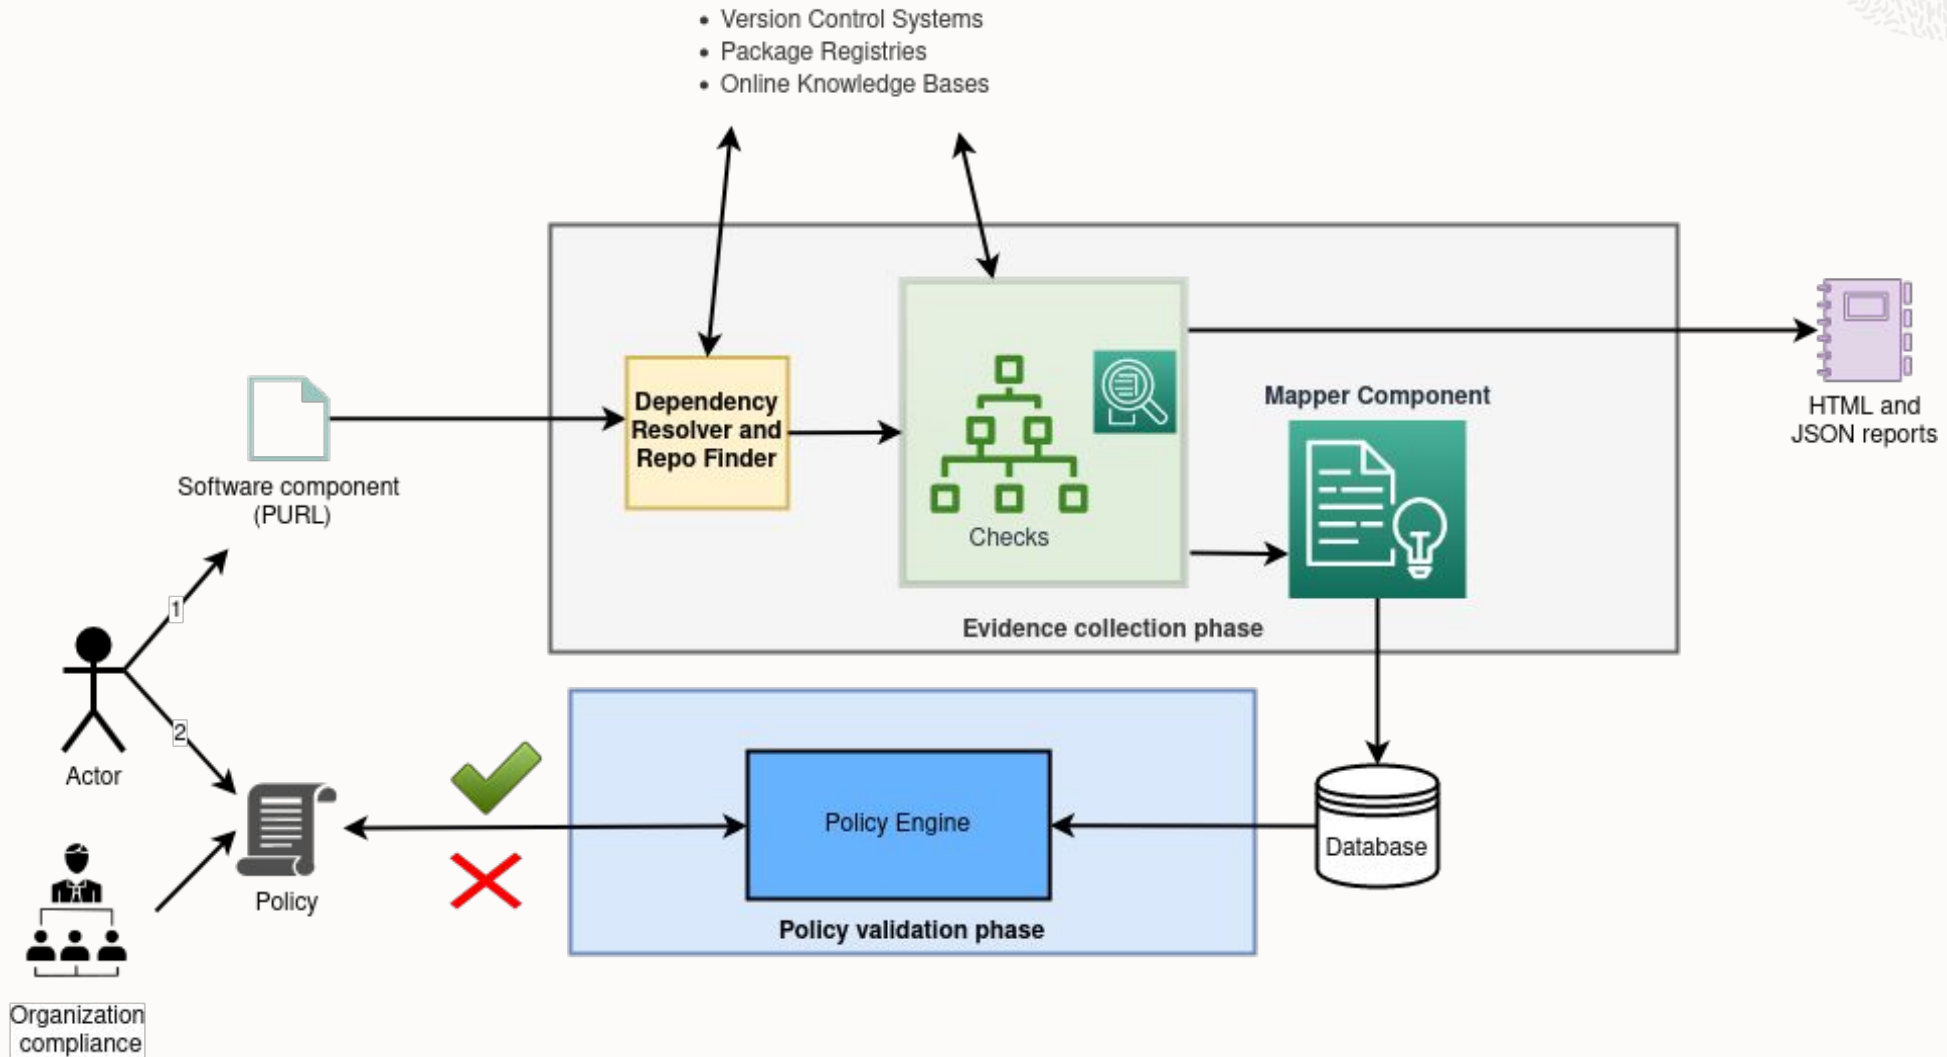 • Version Control Systems
• Package Registries
• Online Knowledge Bases
Dependency
Resolver and
Repo Finder
Mapper Component
HTML and
JSON reports
Software component
(PURL)
Checks
Evidence collection phase
1
2
Actor
Policy Engine
Database
Policy
Policy validation phase
Organization
compliance